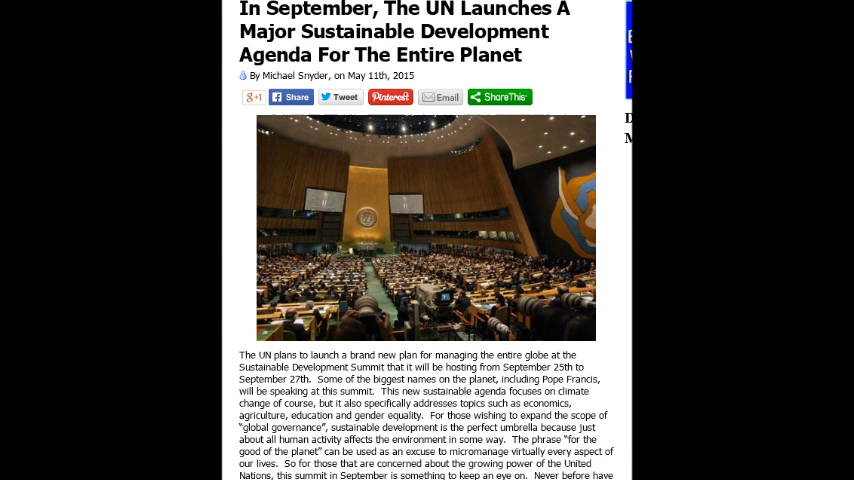 In September, The UN Launches A
Major Sustainable Development
Agenda For The Entire Planet
By Michael Snyder, on May 11th, 2015
g+1 Share Tweet Pinterest Email ShareThis
The UN plans to launch a brand new plan for managing the entire globe at the
Sustainable Development Summit that it will be hosting from September 25th to
September 27th. Some of the biggest names on the planet, including Pope Francis,
will be speaking at this summit. This new sustainable agenda focuses on climate
change of course, but it also specifically addresses topics such as economics,
agriculture, education and gender equality. For those wishing to expand the scope of
“global governance”, sustainable development is the perfect umbrella because just
about all human activity affects the environment in some way. The phrase “for the
good of the planet” can be used as an excuse to micromanage virtually every aspect of
our lives. So for those that are concerned about the growing power of the United
Nations, this summit in September is something to keep an eye on. Never before have